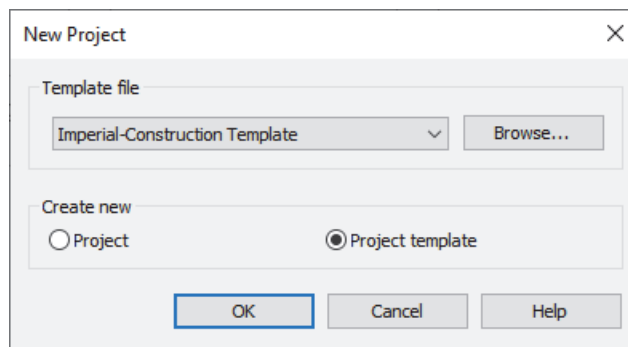 New Project
Template file
Imperial-Construction Template
Browse...
Create new
Project
Project template
OK
Cancel
Help